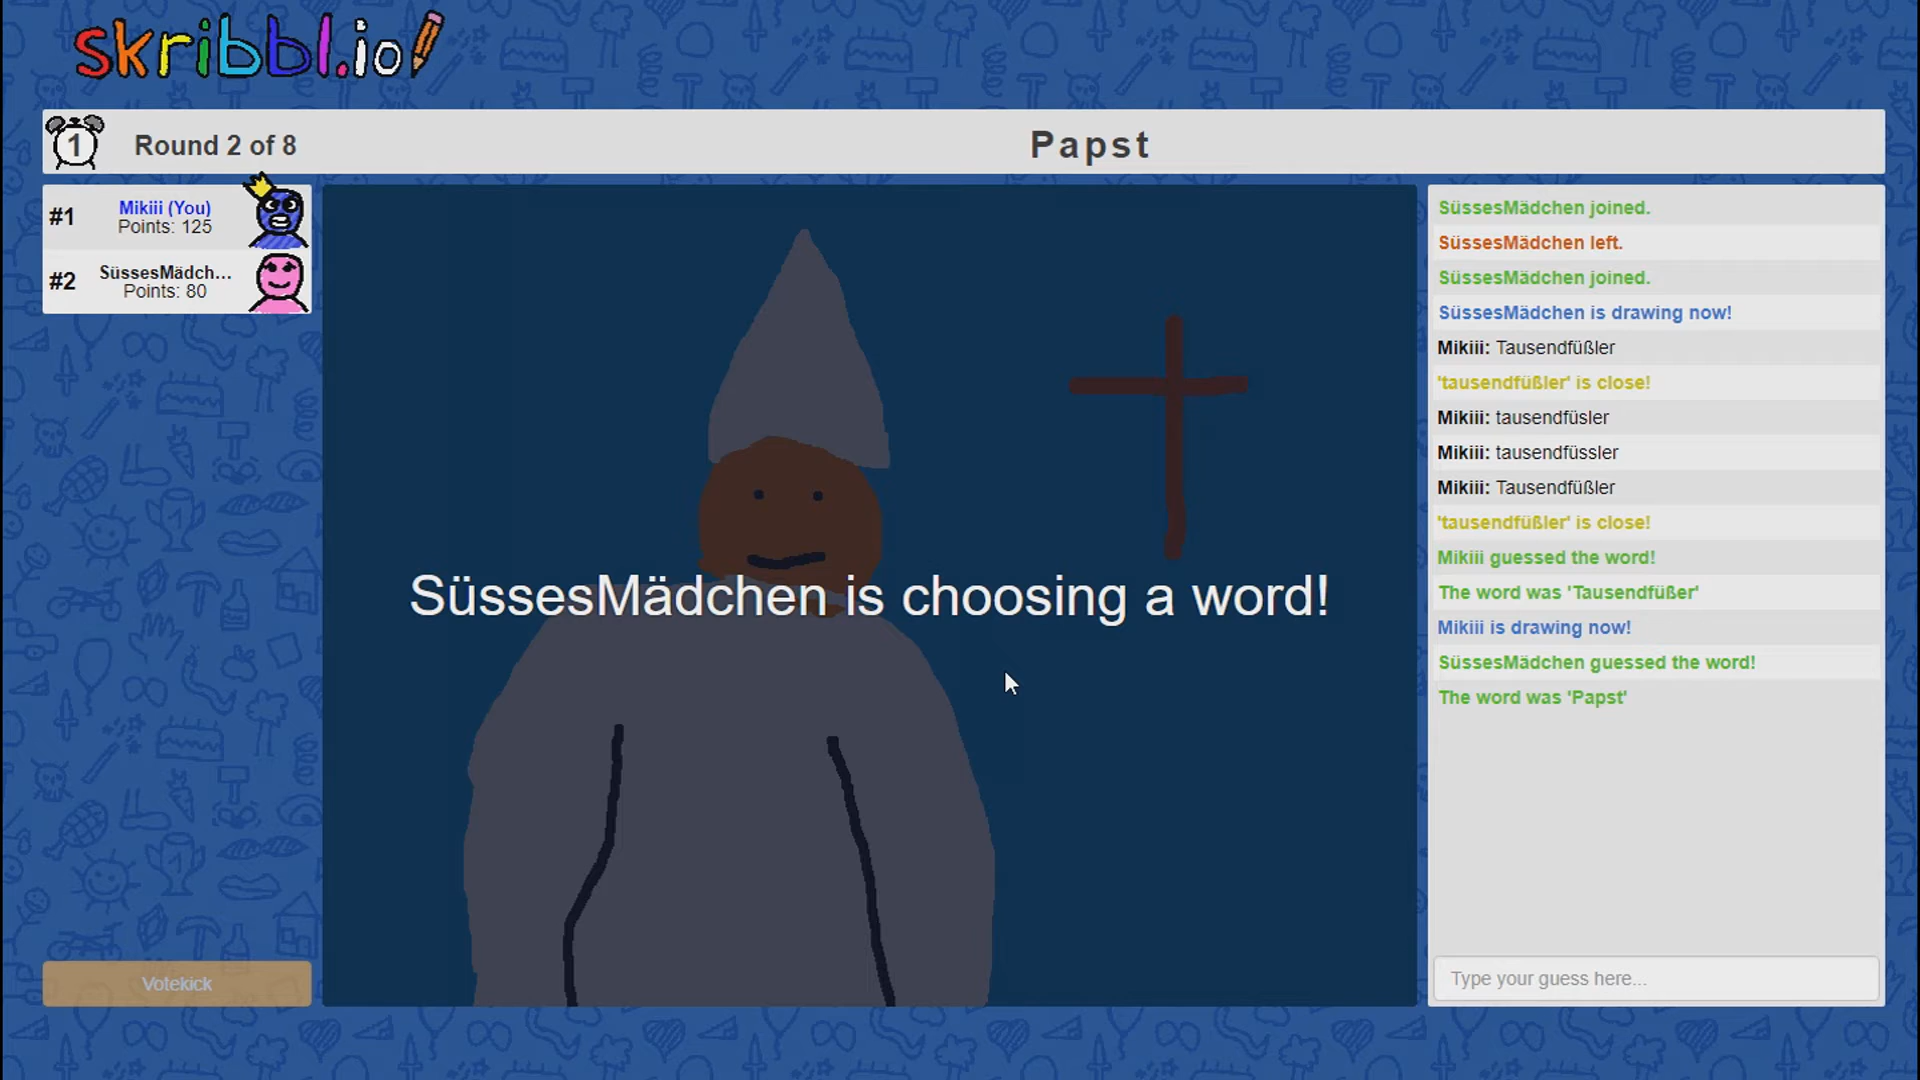 skribbl.io
1
Round 2 of 8
Papst
#1
Mikiii (You)
Points: 125
#2
SüssesMädch...
Points: 80
SüssesMädchen is choosing a word!
SüssesMädchen joined.
SüssesMädchen left.
SüssesMädchen joined.
SüssesMädchen is drawing now!
Mikiii: Tausendfüßler
'tausendfüßler' is close!
Mikiii: tausendfüsler
Mikiii: tausendfüssler
Mikiii: Tausendfüßler
'tausendfüßler' is close!
Mikiii guessed the word!
The word was 'Tausendfüßer'
Mikiii is drawing now!
SüssesMädchen guessed the word!
The word was 'Papst'
Votekick
Type your guess here...